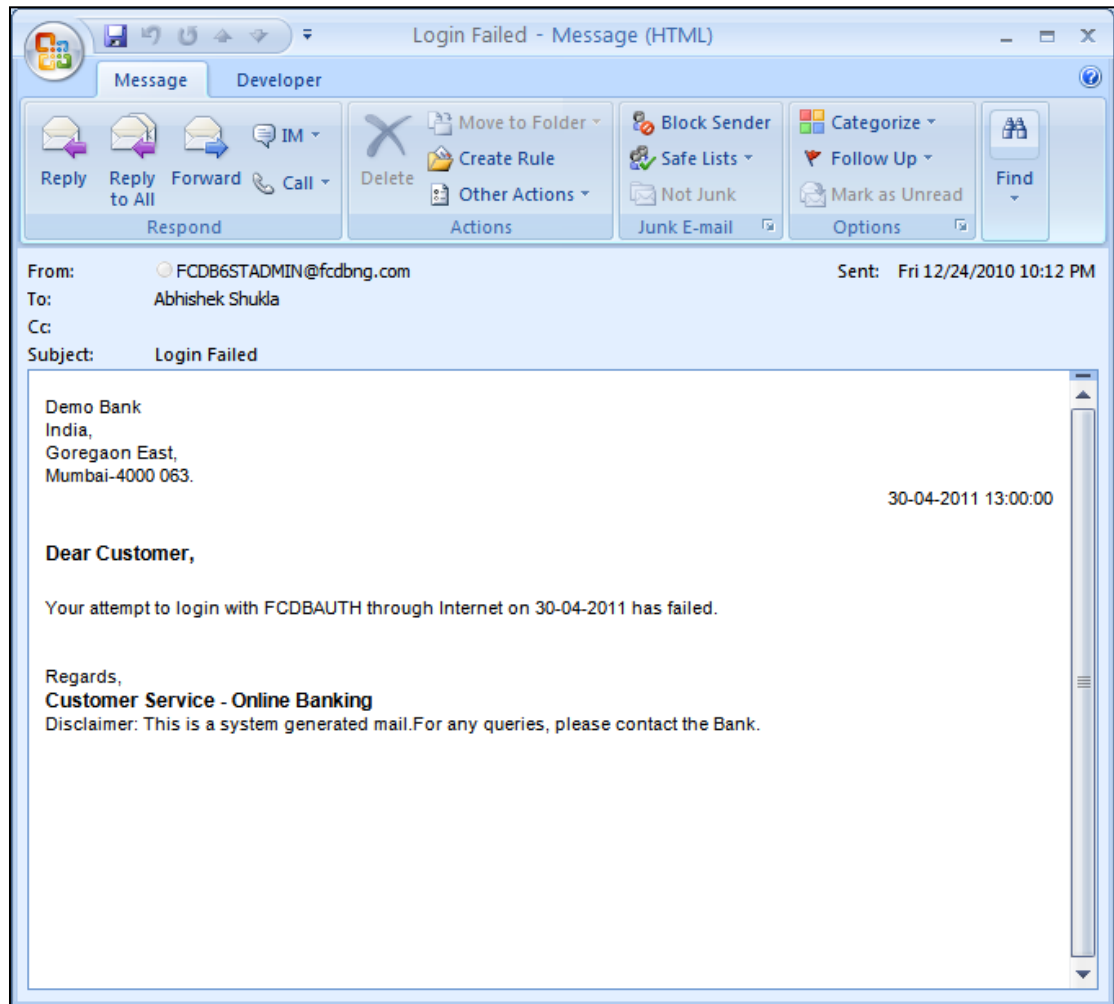 Login Failed - Message (HTML)
Message Developer
Reply
Reply to All
Forward
IM
Call
Respond
Delete
Move to Folder
Create Rule
Other Actions
Actions
Block Sender
Safe Lists
Not Junk
Junk E-mail
Categorize
Follow Up
Mark as Unread
Options
Find
From: FCDB6STADMIN@fcdbng.com Sent: Fri 12/24/2010 10:12 PM
To: Abhishek Shukla
Cc:
Subject: Login Failed
Demo Bank
India,
Goregaon East,
Mumbai-4000 063.
30-04-2011 13:00:00
Dear Customer,
Your attempt to login with FCDBAUTH through Internet on 30-04-2011 has failed.
Regards,
Customer Service - Online Banking
Disclaimer: This is a system generated mail.For any queries, please contact the Bank.